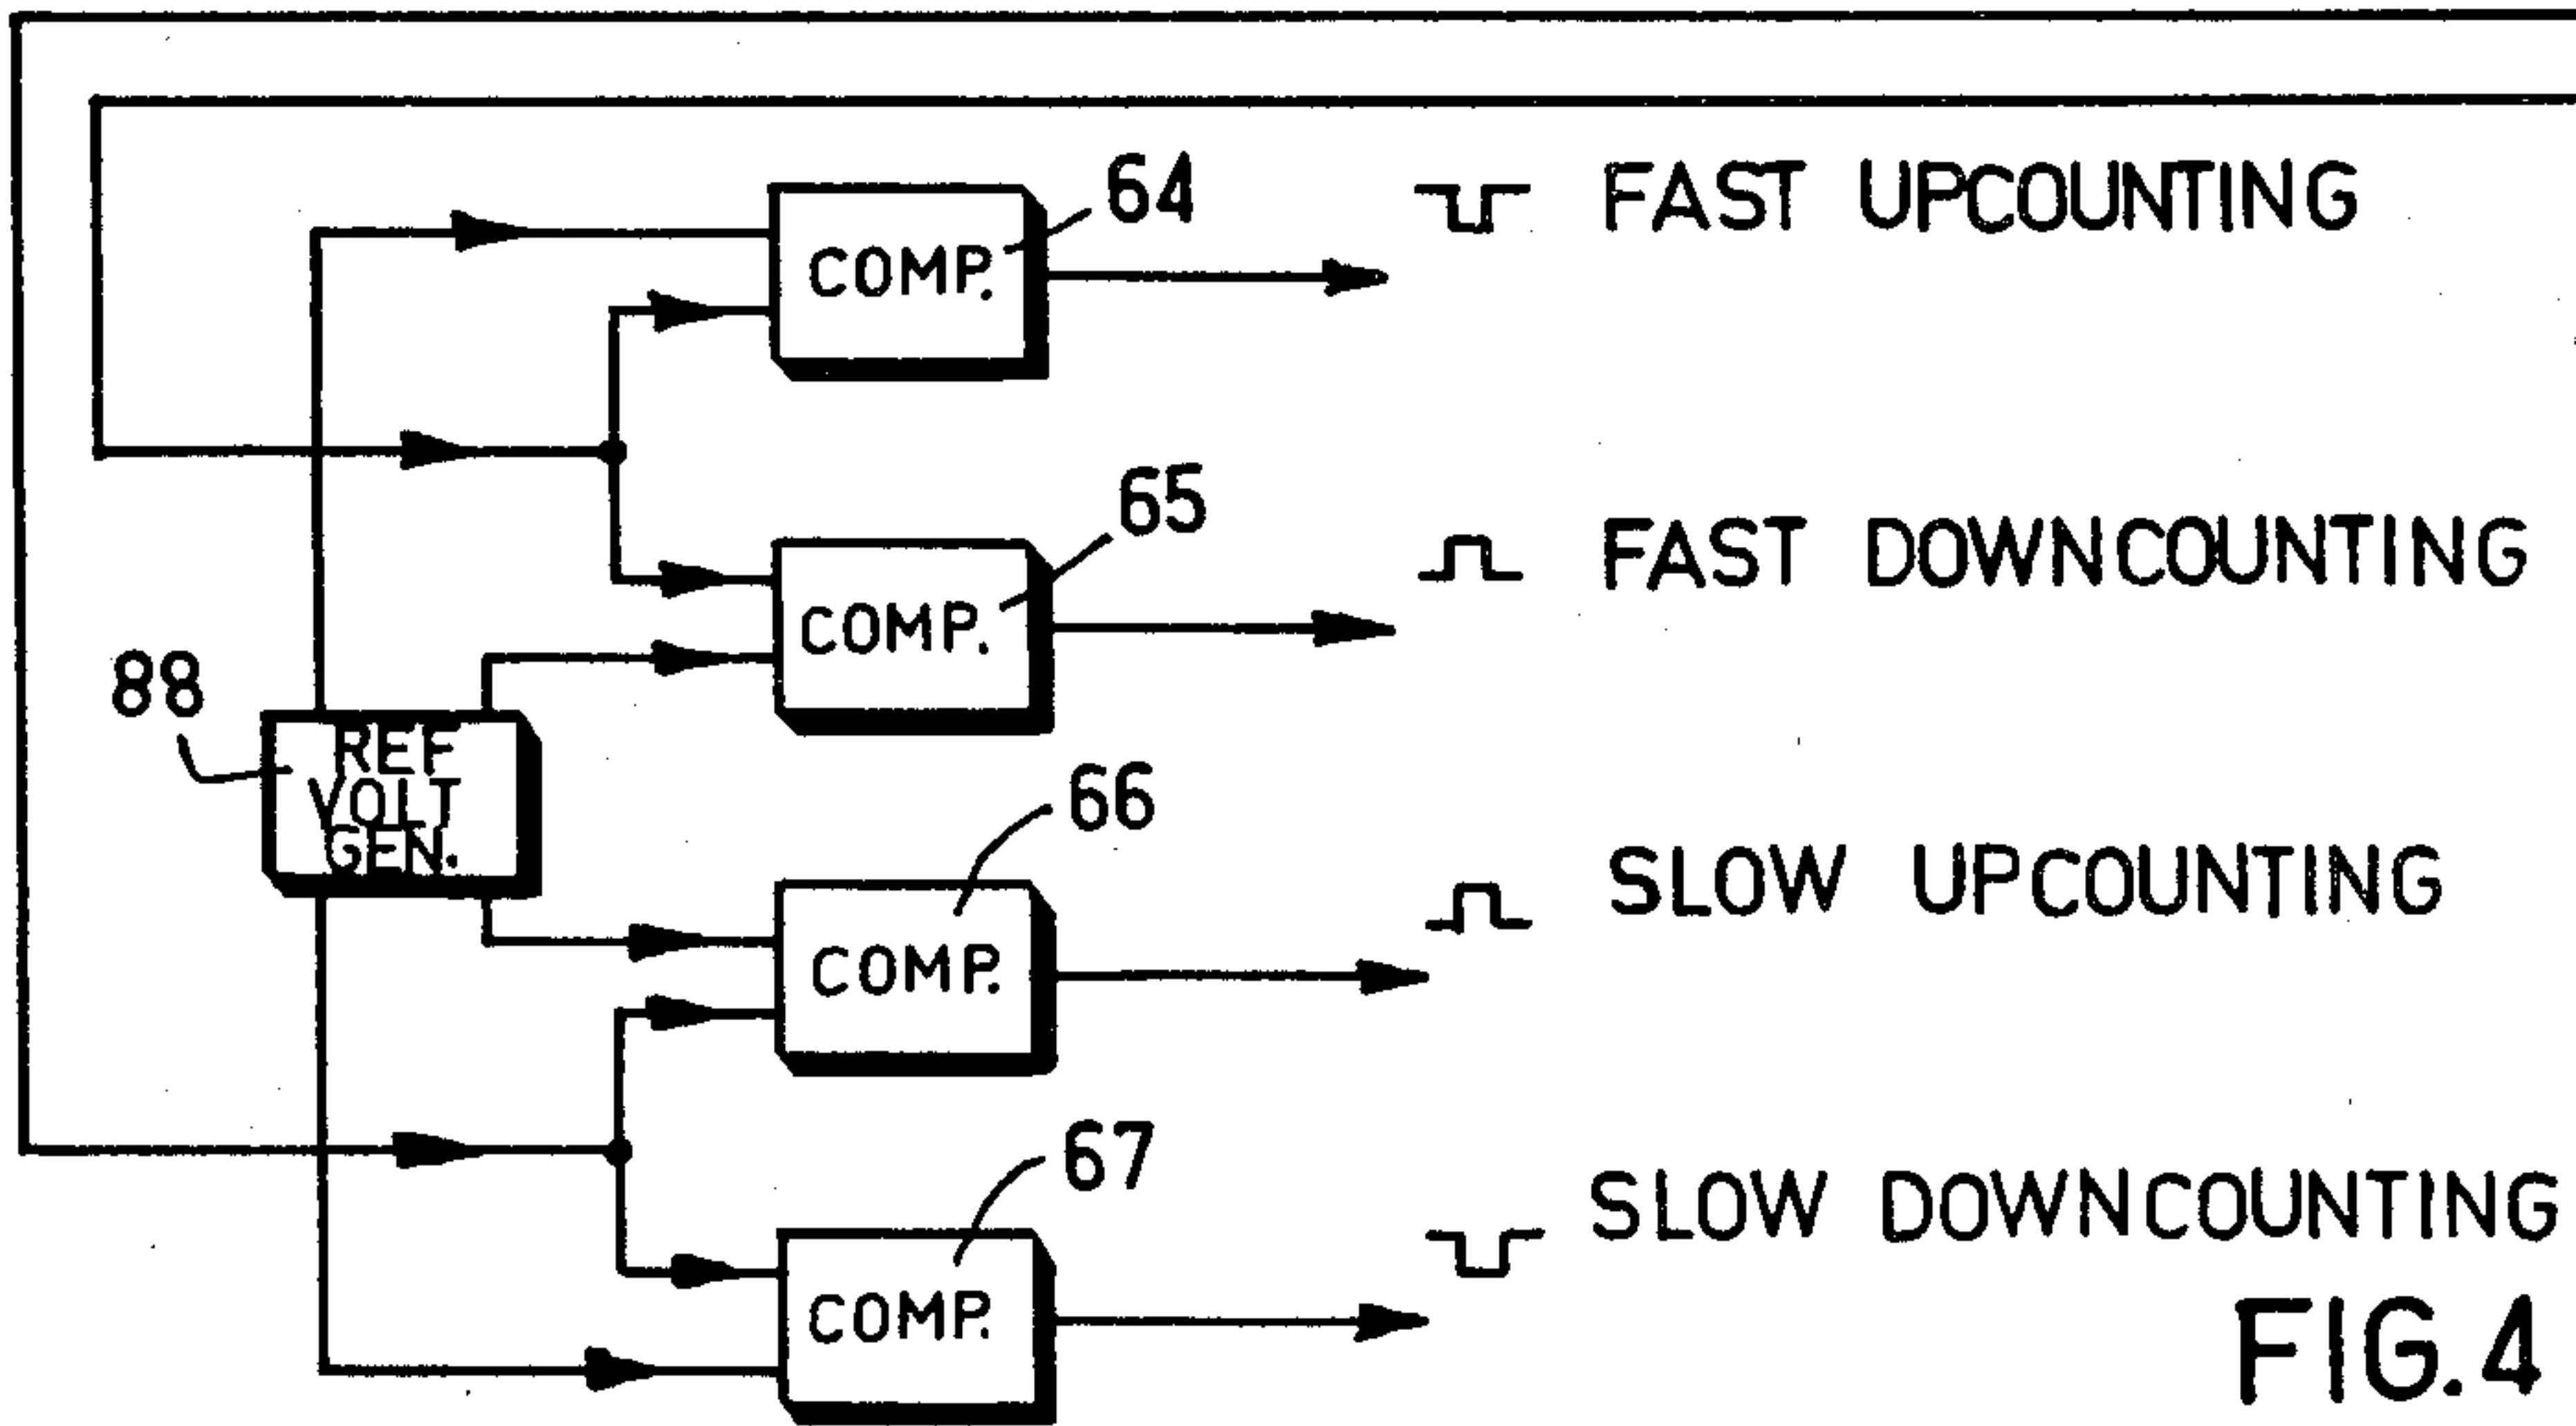 64
FAST UPCOUNTING
COMP.
65
FAST DOWNCOUNTING
COMP.
88
REF
VOLT
GEN.
66
SLOW UPCOUNTING
COMP.
67
SLOW DOWNCOUNTING
COMP.
FIG. 4